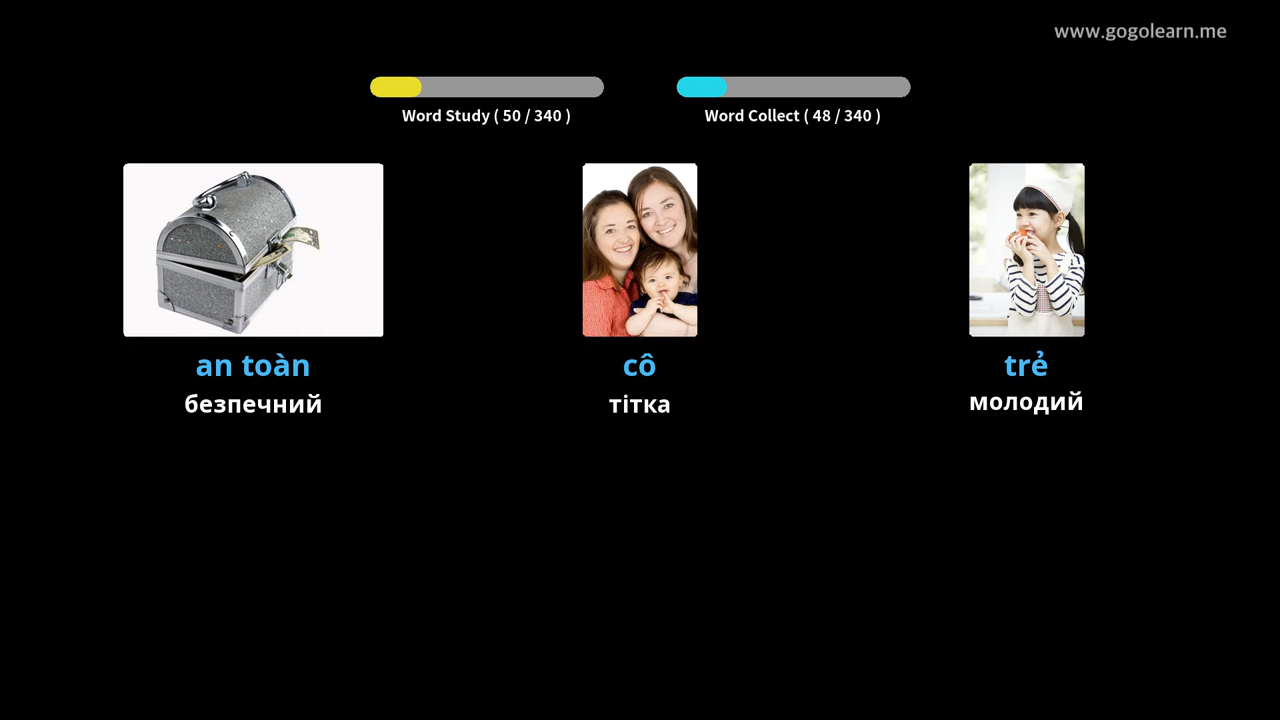 www.gogolearn.me
Word Study ( 50 / 340 )
Word Collect ( 48 / 340 )
an toàn
cô
trẻ
безпечний
тітка
молодий